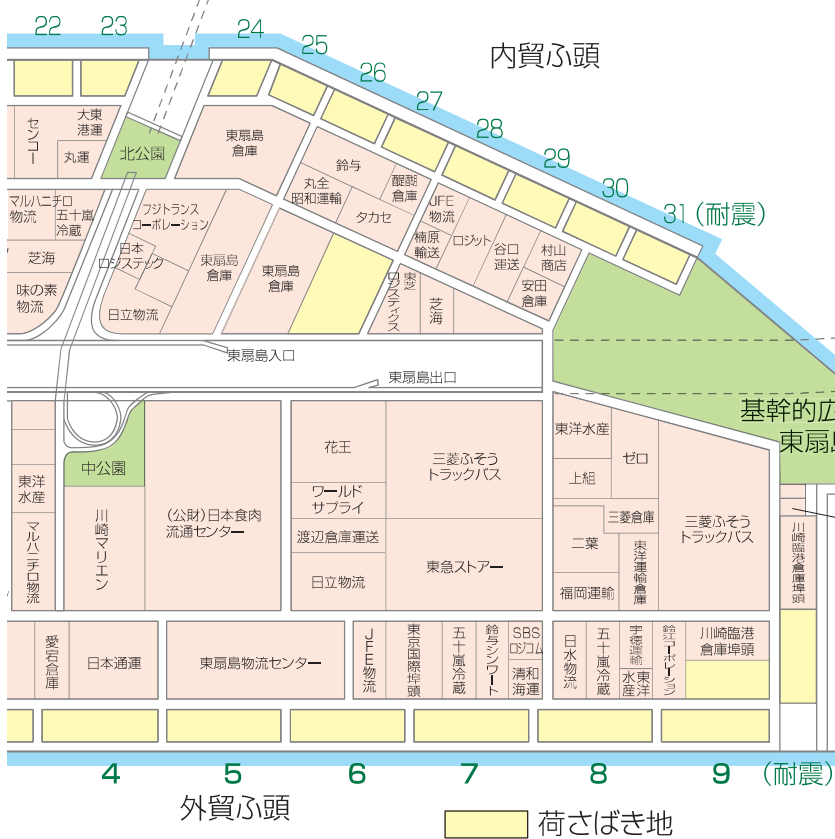 22
23
24
25
26
27
28
29
30
31 (耐震)
内貿ふ頭
センコー
大東
港運
丸運
北公園
東扇島
倉庫
鈴与
丸全
昭和運輸
醍醐
倉庫
タカセ
JFE
物流
楠原
輸送
ロジット
谷口
運送
村山
商店
安田
倉庫
マルハニチロ
物流
五十嵐
冷蔵
フジトランス
コーポレーション
芝海
日本
ロジステック
東扇島
倉庫
東扇島
倉庫
東芝
ロジスティクス
芝海
味の素
物流
日立物流
東扇島入口
東扇島出口
基幹的広
東扇島
東洋水産
ゼロ
花王
三菱ふそう
トラックバス
中公園
上組
東洋
水産
ワールド
サプライ
川崎マリエン
(公財)日本食肉
流通センター
三菱倉庫
三菱ふそう
トラックバス
マルハニチロ物流
渡辺倉庫運送
二葉
東洋運輸倉庫
川崎臨港倉庫埠頭
日立物流
東急ストアー
福岡運輸
愛宕倉庫
日本通運
東扇島物流センター
JFE物流
東京国際埠頭
五十嵐冷蔵
鈴与シンワート
SBS
ロジコム
清和
海運
日水物流
五十嵐冷蔵
宇徳運輸
東洋
水産
鈴江コーポレーション
川崎臨港
倉庫埠頭
4
5
6
7
8
9
(耐震)
外貿ふ頭
荷さばき地